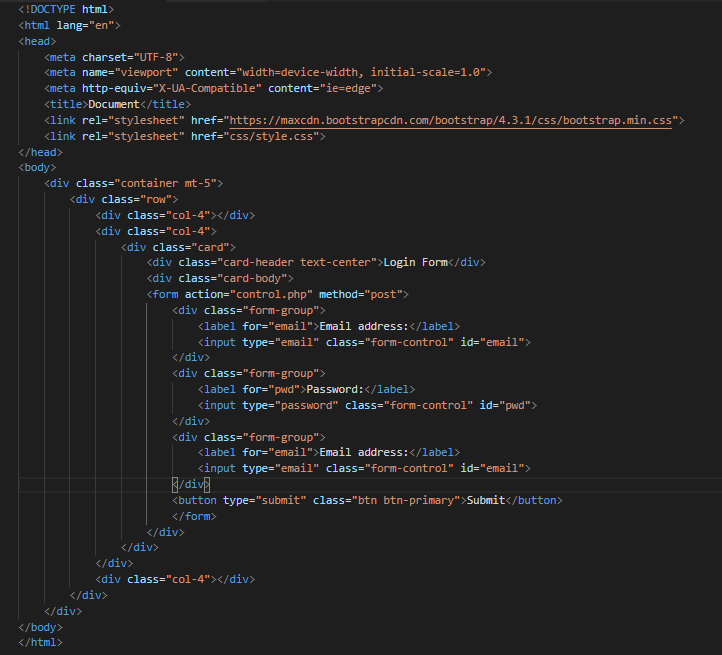 <!DOCTYPE html>
<html lang="en">
<head>
    <meta charset="UTF-8">
    <meta name="viewport" content="width=device-width, initial-scale=1.0">
    <meta http-equiv="X-UA-Compatible" content="ie=edge">
    <title>Document</title>
    <link rel="stylesheet" href="https://maxcdn.bootstrapcdn.com/bootstrap/4.3.1/css/bootstrap.min.css">
    <link rel="stylesheet" href="css/style.css">
</head>
<body>
    <div class="container mt-5">
        <div class="row">
            <div class="col-4"></div>
            <div class="col-4">
                <div class="card">
                    <div class="card-header text-center">Login Form</div>
                    <div class="card-body">
                    <form action="control.php" method="post">
                        <div class="form-group">
                            <label for="email">Email address:</label>
                            <input type="email" class="form-control" id="email">
                        </div>
                        <div class="form-group">
                            <label for="pwd">Password:</label>
                            <input type="password" class="form-control" id="pwd">
                        </div>
                        <div class="form-group">
                            <label for="email">Email address:</label>
                            <input type="email" class="form-control" id="email">
                        </div>
                        <button type="submit" class="btn btn-primary">Submit</button>
                        </form>
                    </div>
                </div>
            </div>
            <div class="col-4"></div>
        </div>
    </div>
</body>
</html>